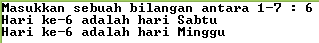 Masukkan sebuah bilangan antara 1-7 : 6
Hari ke-6 adalah hari Sabtu
Hari ke-6 adalah hari Minggu